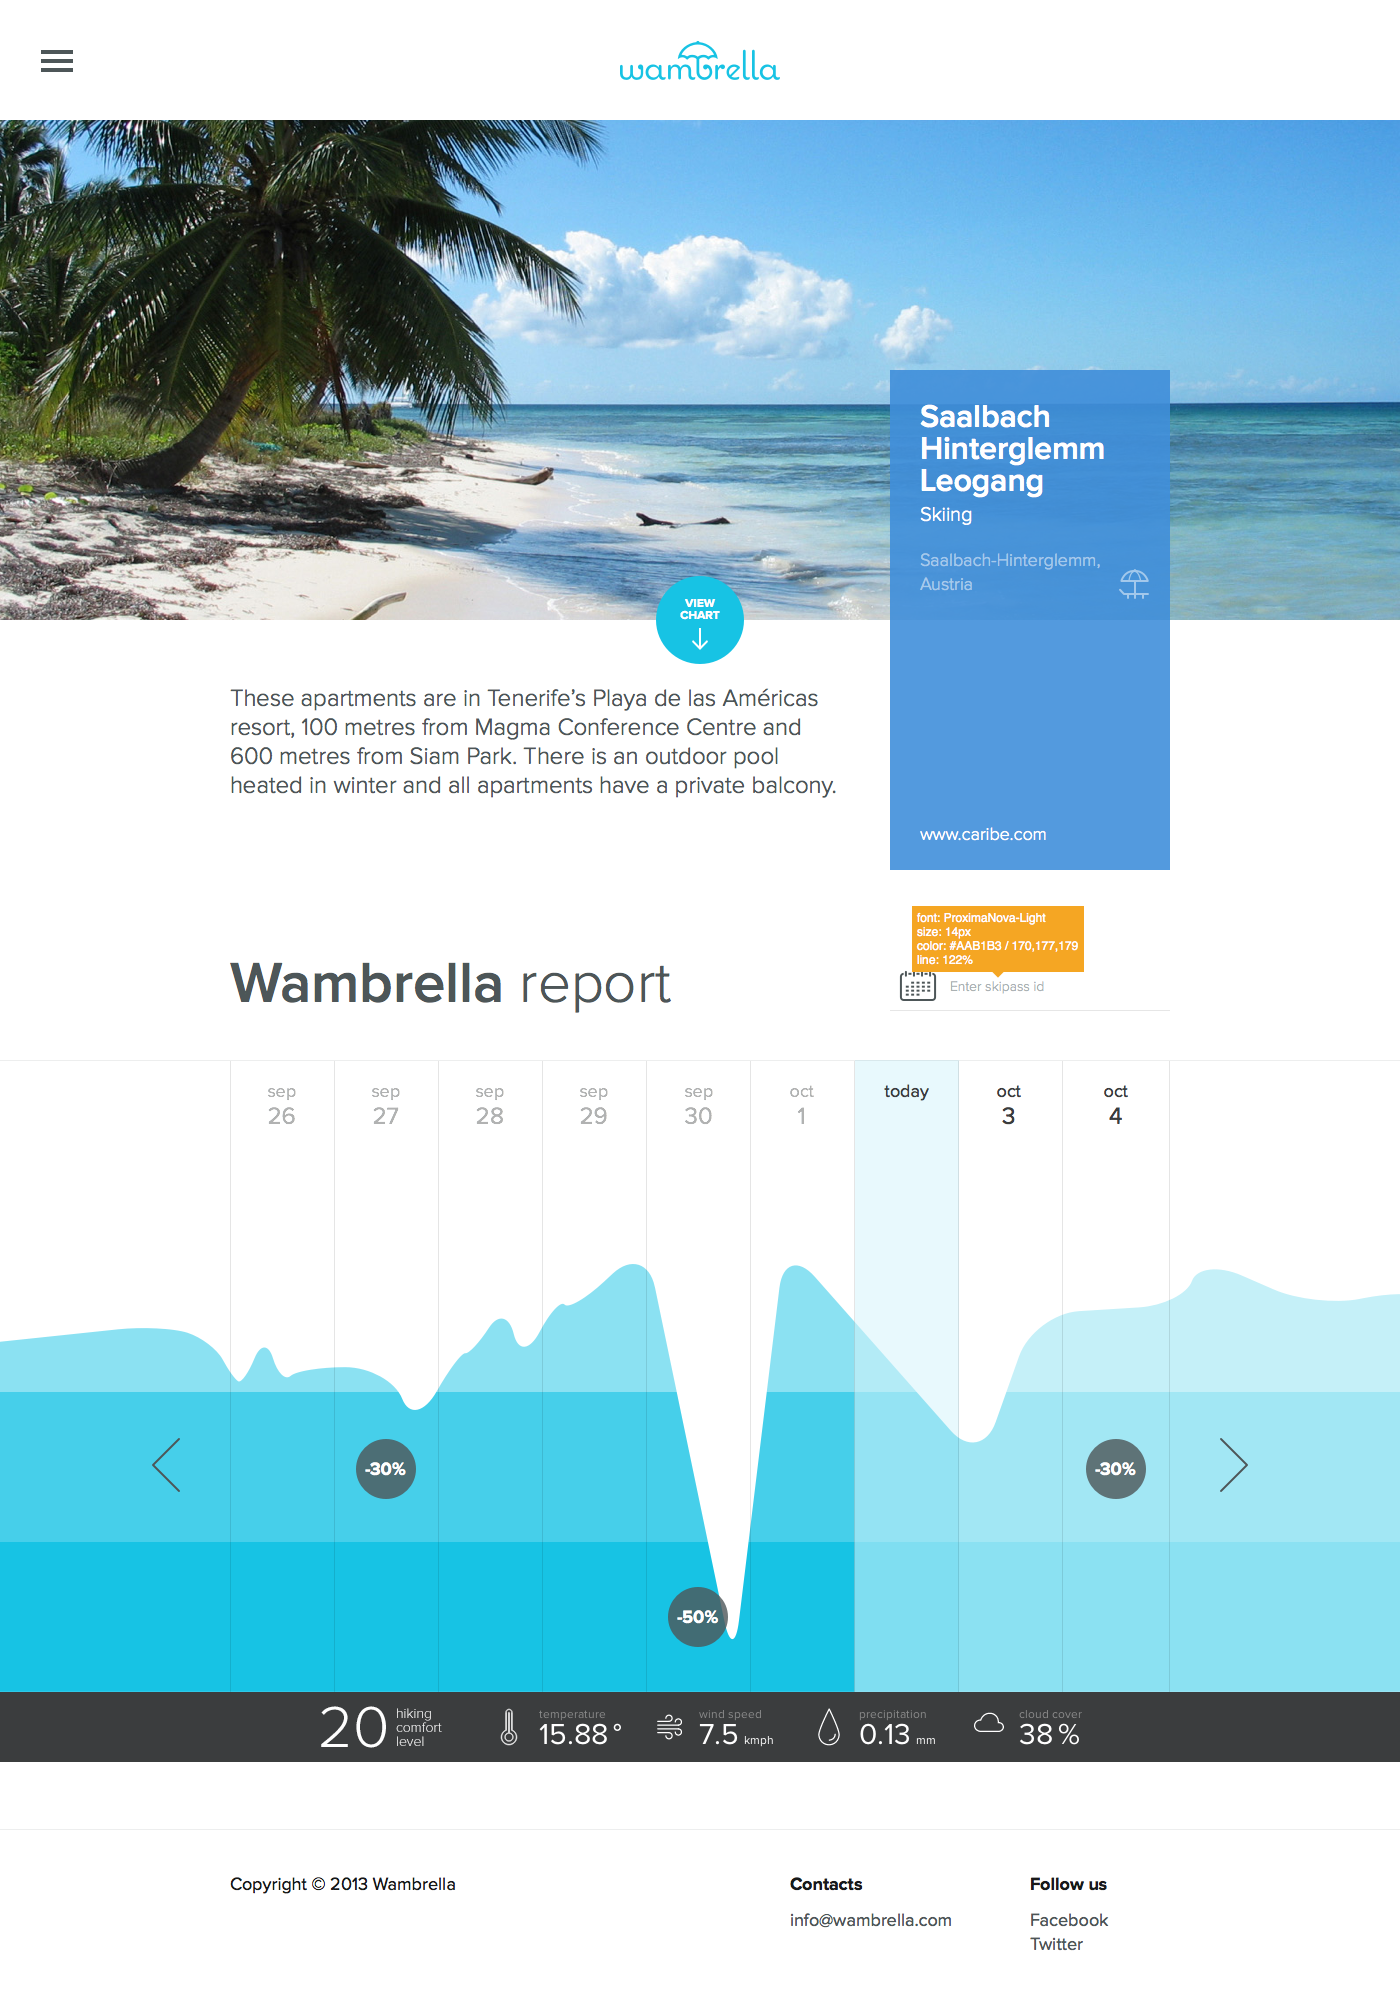 wambrella
Saalbach
Hinterglemm
Leogang
Skiing
Saalbach-Hinterglemm,
Austria
VIEW
CHART
These apartments are in Tenerife’s Playa de las Américas
resort, 100 metres from Magma Conference Centre and
600 metres from Siam Park. There is an outdoor pool
heated in winter and all apartments have a private balcony.
www.caribe.com
font: ProximaNova-Light
size: 14px
color: #AAB1B3 / 170,177,179
line: 122%
Wambrella report
Enter skipass id
sep sep sep sep sep oct today oct oct
26 27 28 29 30 1 3 4
-30% -30%
-50%
20 hiking comfort level
temperature
15.88 °
wind speed
7.5 kmph
precipitation
0.13 mm
cloud cover
38 %
Copyright © 2013 Wambrella
Contacts
info@wambrella.com
Follow us
Facebook
Twitter